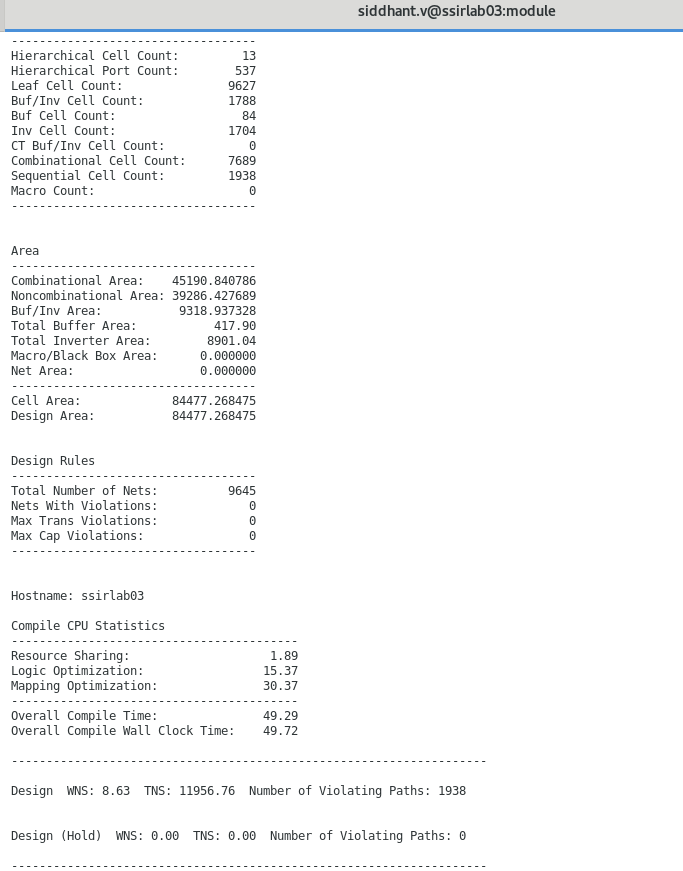 siddhant.v@ssirlab03:module
-----------------------------------
Hierarchical Cell Count:         13
Hierarchical Port Count:        537
Leaf Cell Count:               9627
Buf/Inv Cell Count:            1788
Buf Cell Count:                  84
Inv Cell Count:                1704
CT Buf/Inv Cell Count:            0
Combinational Cell Count:      7689
Sequential Cell Count:         1938
Macro Count:                      0
-----------------------------------
Area
-----------------------------------
Combinational Area:    45190.840786
Noncombinational Area: 39286.427689
Buf/Inv Area:           9318.937328
Total Buffer Area:           417.90
Total Inverter Area:        8901.04
Macro/Black Box Area:      0.000000
Net Area:                  0.000000
-----------------------------------
Cell Area:             84477.268475
Design Area:           84477.268475
Design Rules
-----------------------------------
Total Number of Nets:          9645
Nets With Violations:             0
Max Trans Violations:             0
Max Cap Violations:               0
-----------------------------------
Hostname: ssirlab03
Compile CPU Statistics
-----------------------------------------
Resource Sharing:                    1.89
Logic Optimization:                 15.37
Mapping Optimization:               30.37
-----------------------------------------
Overall Compile Time:               49.29
Overall Compile Wall Clock Time:    49.72
--------------------------------------------------------------------
Design  WNS: 8.63  TNS: 11956.76  Number of Violating Paths: 1938
Design (Hold)  WNS: 0.00  TNS: 0.00  Number of Violating Paths: 0
--------------------------------------------------------------------